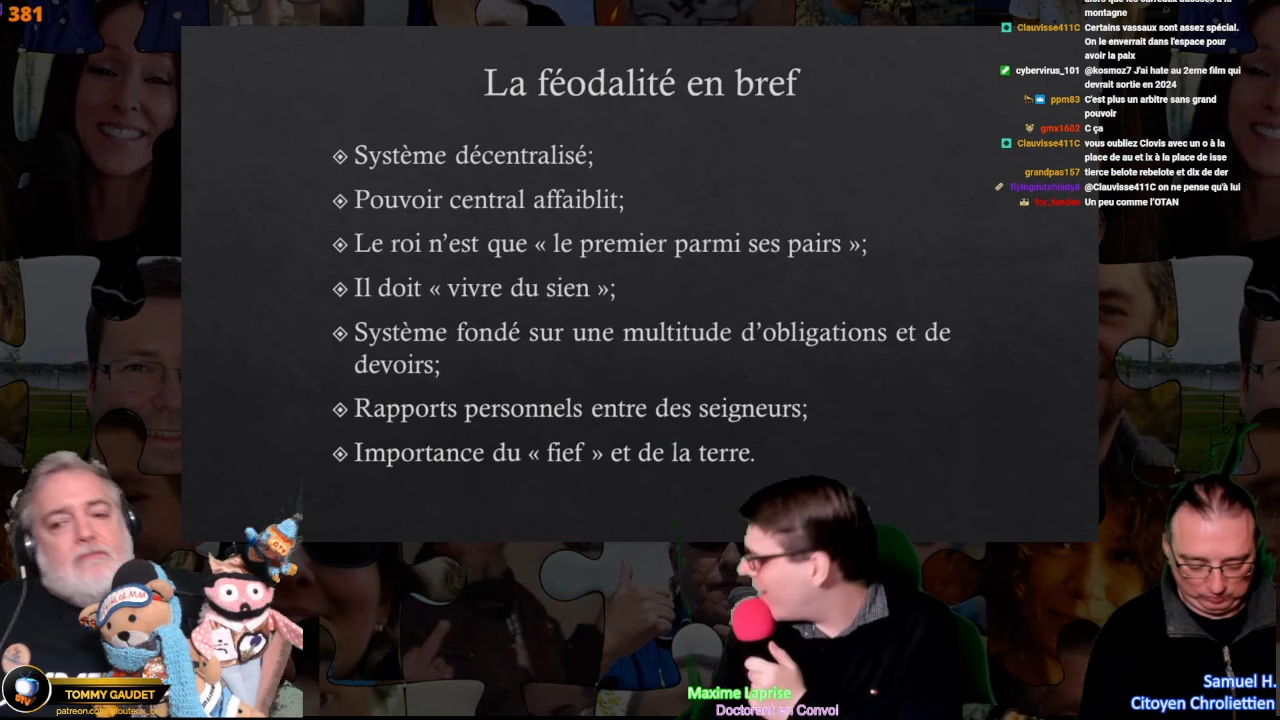 381
La féodalité en bref
Système décentralisé;
Pouvoir central affaiblit;
Le roi n'est que « le premier parmi ses pairs »;
Il doit « vivre du sien »;
Système fondé sur une multitude d'obligations et de
devoirs;
Rapports personnels entre des seigneurs;
Importance du « fief » et de la terre.
montagne
Clauvisse411C Certains vassaux sont assez spécial.
On le enverrait dans l'espace pour
avoir la paix
cybervirus_101 @kosmoz7 J'ai hate au 2eme film qui
devrait sortie en 2024
ppm83 C'est plus un arbitre sans grand
pouvoir
gmx1602 C ça
Clauvisse411C vous oubliez Clovis avec un o à la
place de au et ix à la place de isse
grandpas157 tierce belote rebelote et dix de der
flyingdutchlady8 @Clauvisse411C on ne pense qu'à lui
Un peu comme l'OTAN
TOMMY GAUDET
Maxime Laprise
Doctorant en Convoi
Samuel H.
Citoyen Chroliettien